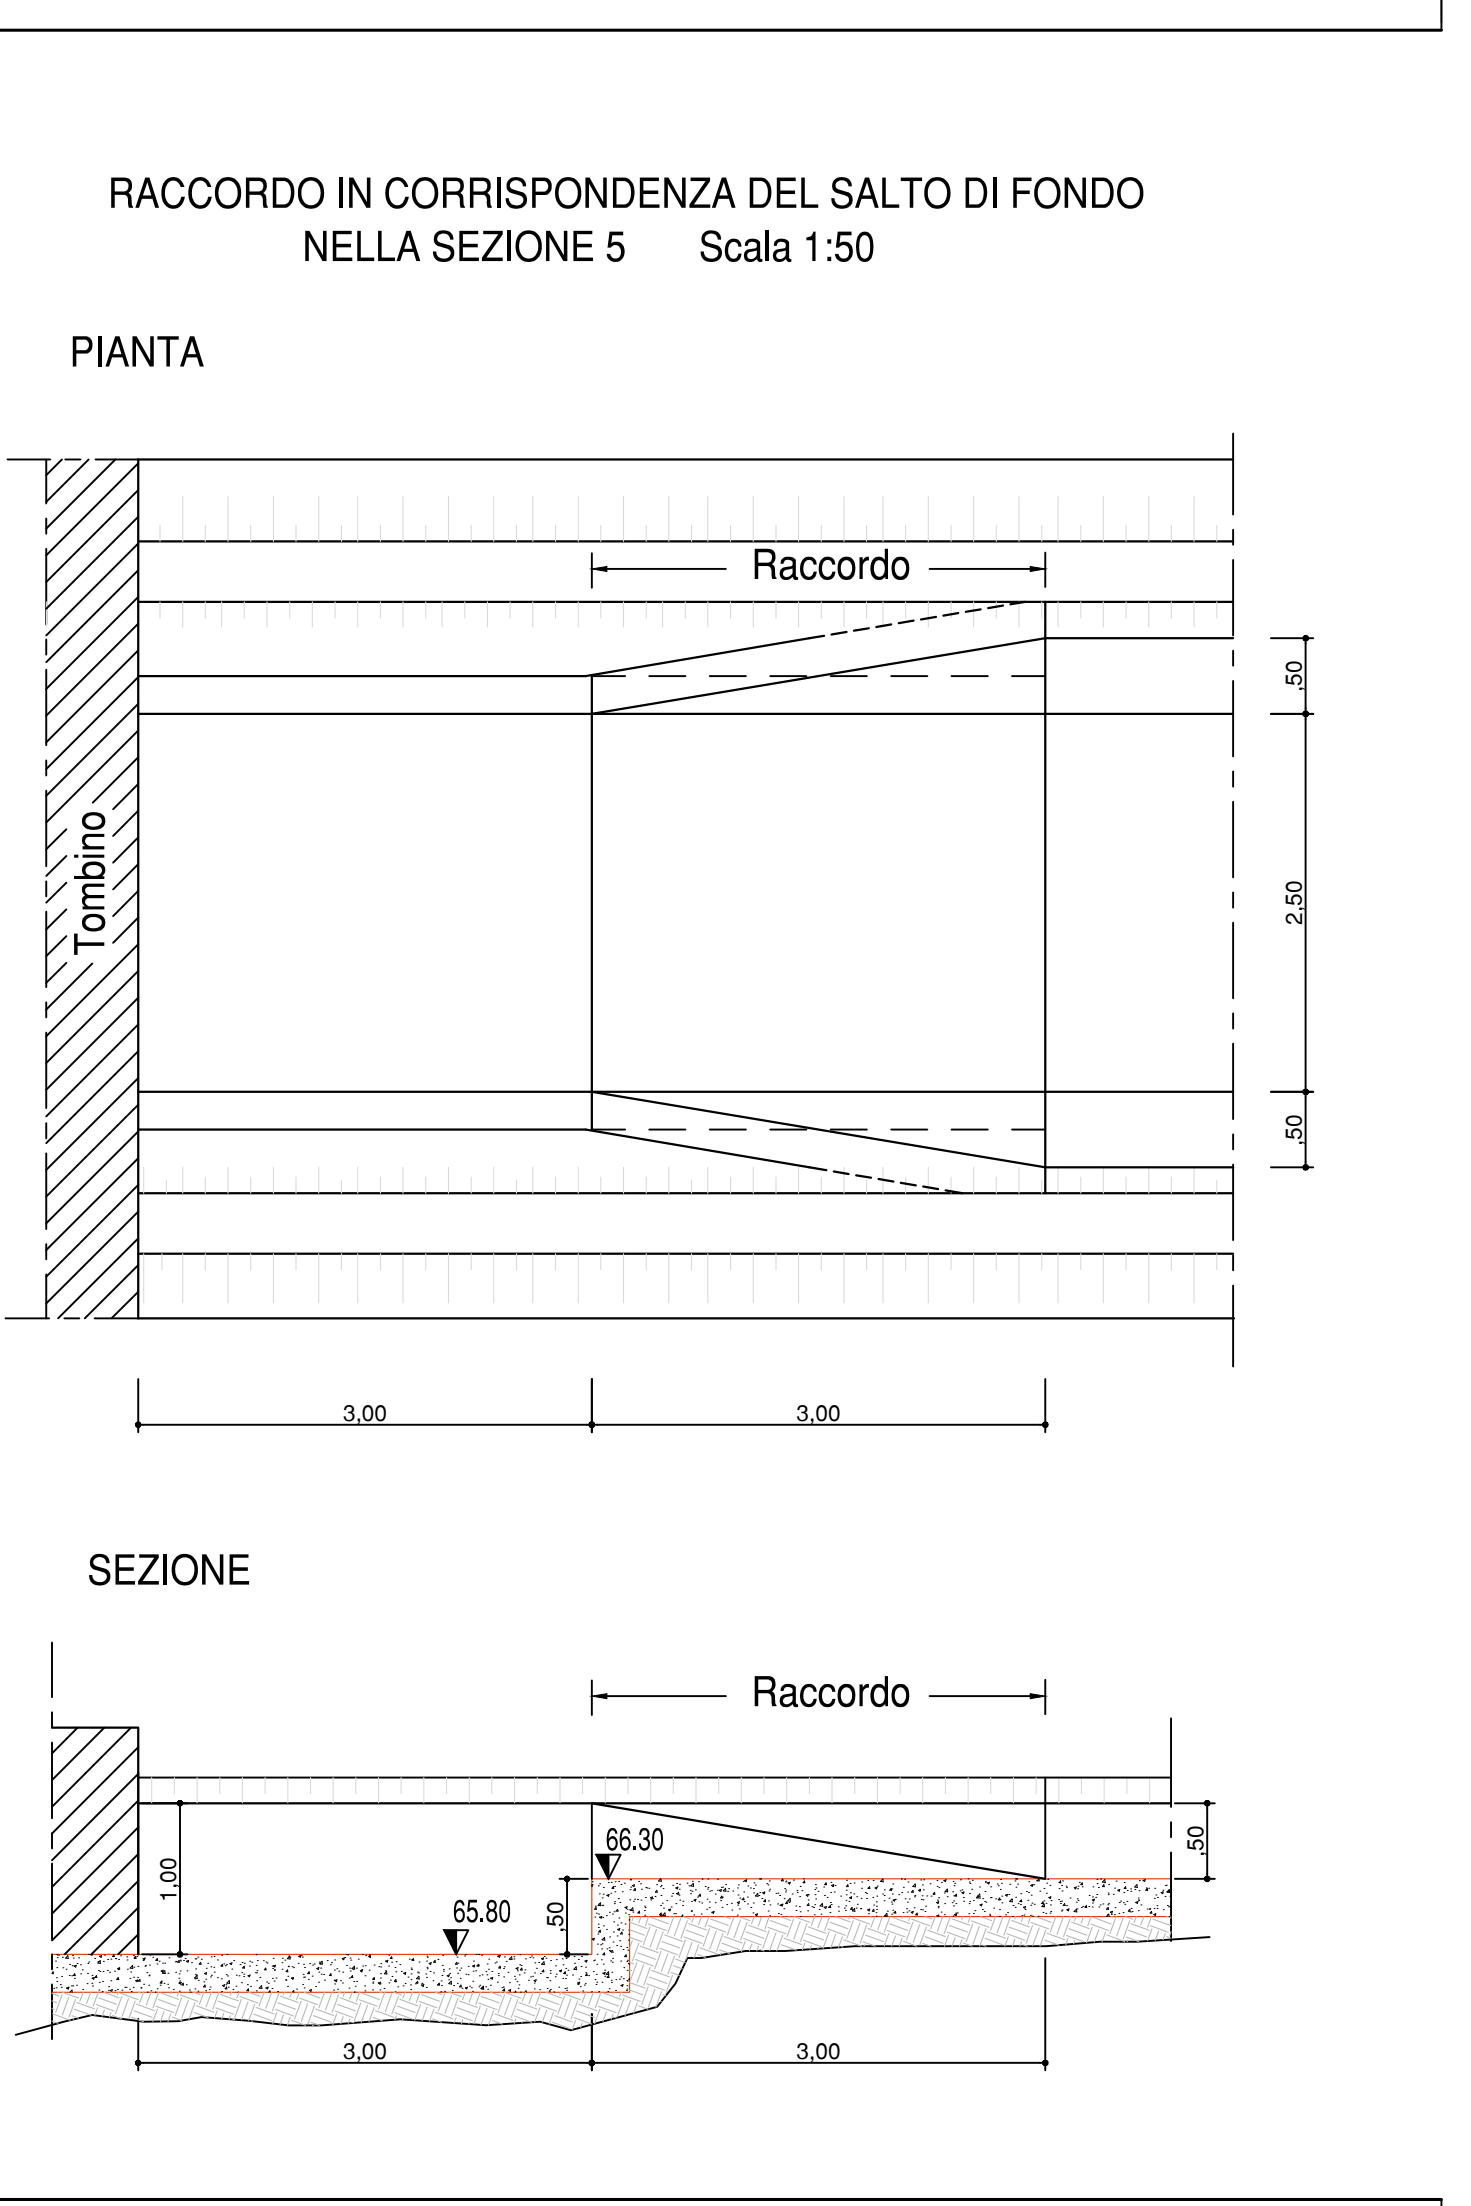 RACCORDO IN CORRISPONDENZA DEL SALTO DI FONDO
NELLA SEZIONE 5 Scala 1:50
PIANTA
Raccordo
,50
Tombino
2,50
,50
3,00
3,00
SEZIONE
Raccordo
66.30
,50
1,00
65.80
,50
3,00
3,00